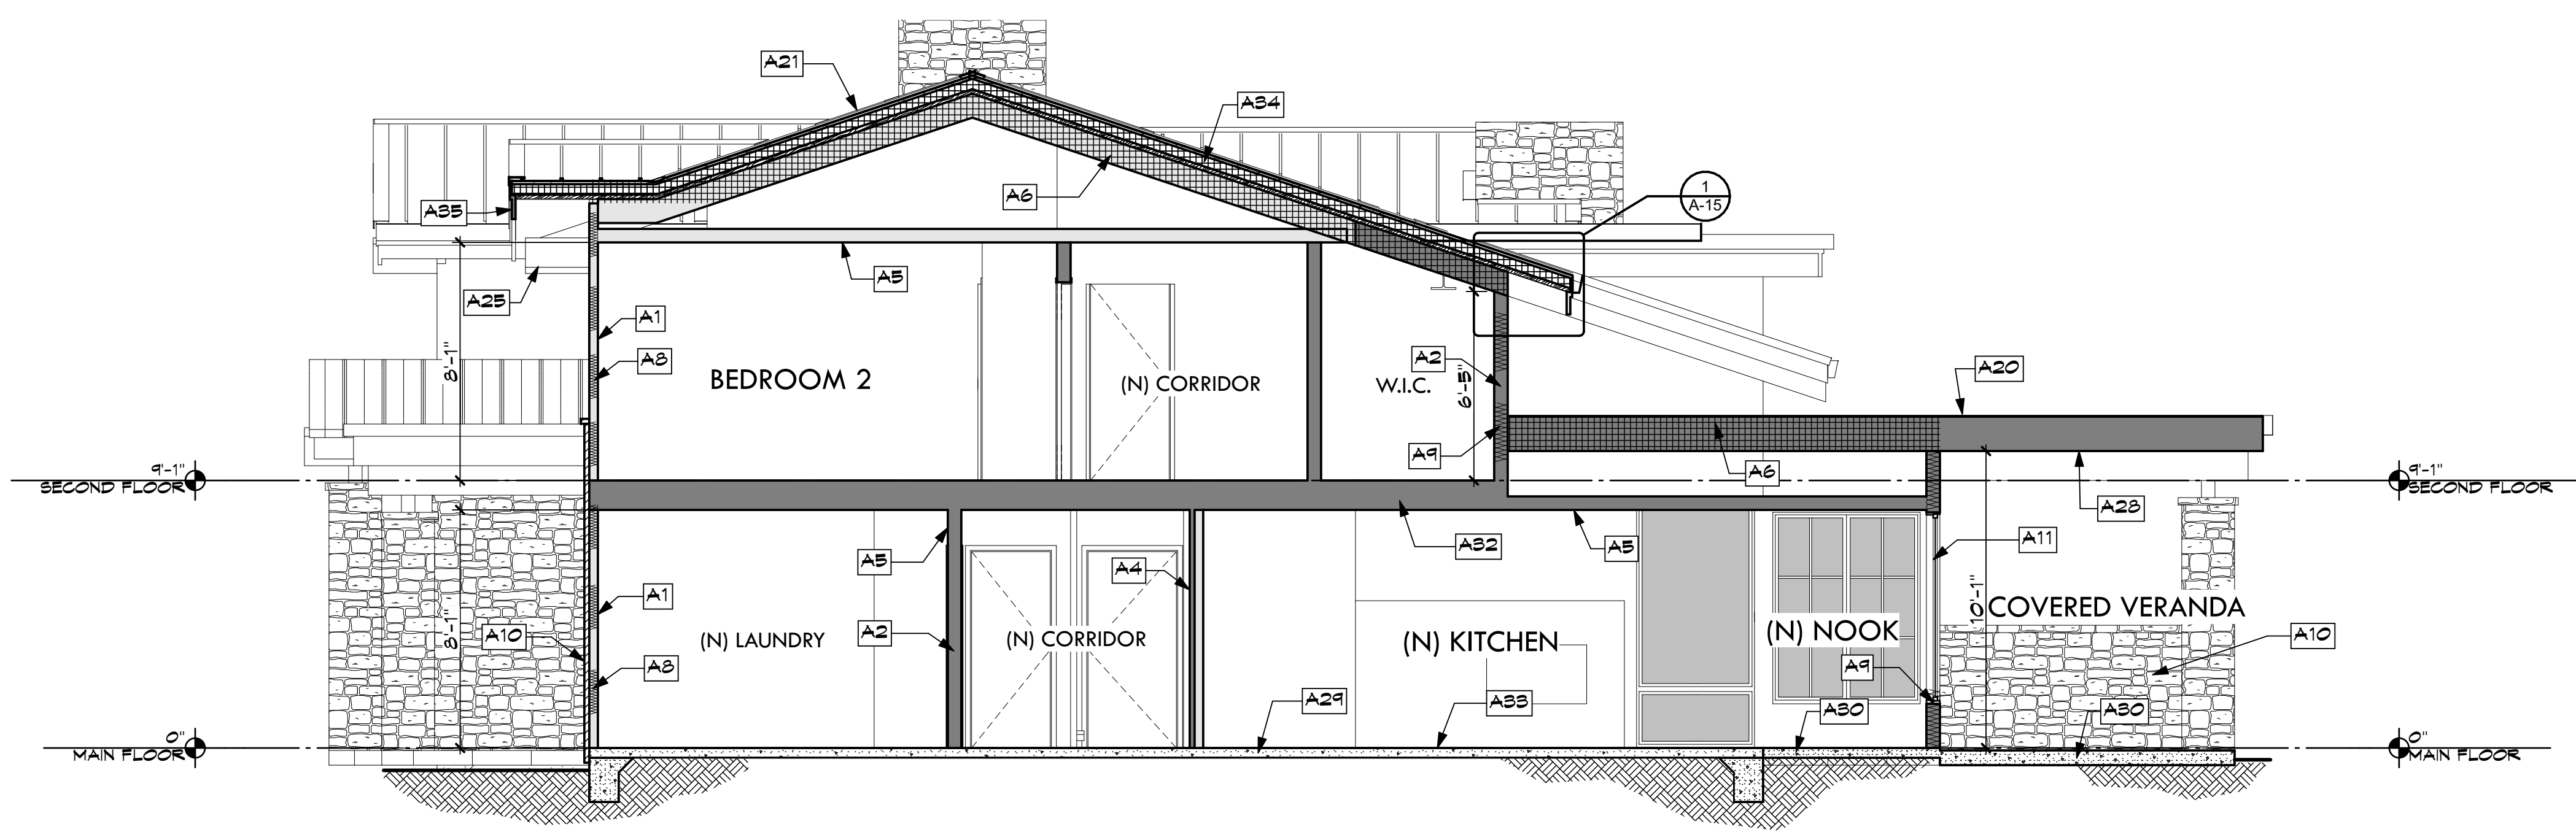 A21
A34
1
A-15
A35
A6
A25
A5
A1
8'-1"
A8
BEDROOM 2
(N) CORRIDOR
W.I.C.
A2
6'-5"
A20
A9
A6
9'-1"
SECOND FLOOR
9'-1"
SECOND FLOOR
A28
A5
A32
A5
A11
A4
A1
8'-1"
A10
(N) LAUNDRY
A2
(N) CORRIDOR
(N) KITCHEN
(N) NOOK
10'-1"
COVERED VERANDA
A10
A8
A9
A29
A33
A30
A30
0"
MAIN FLOOR
0"
MAIN FLOOR